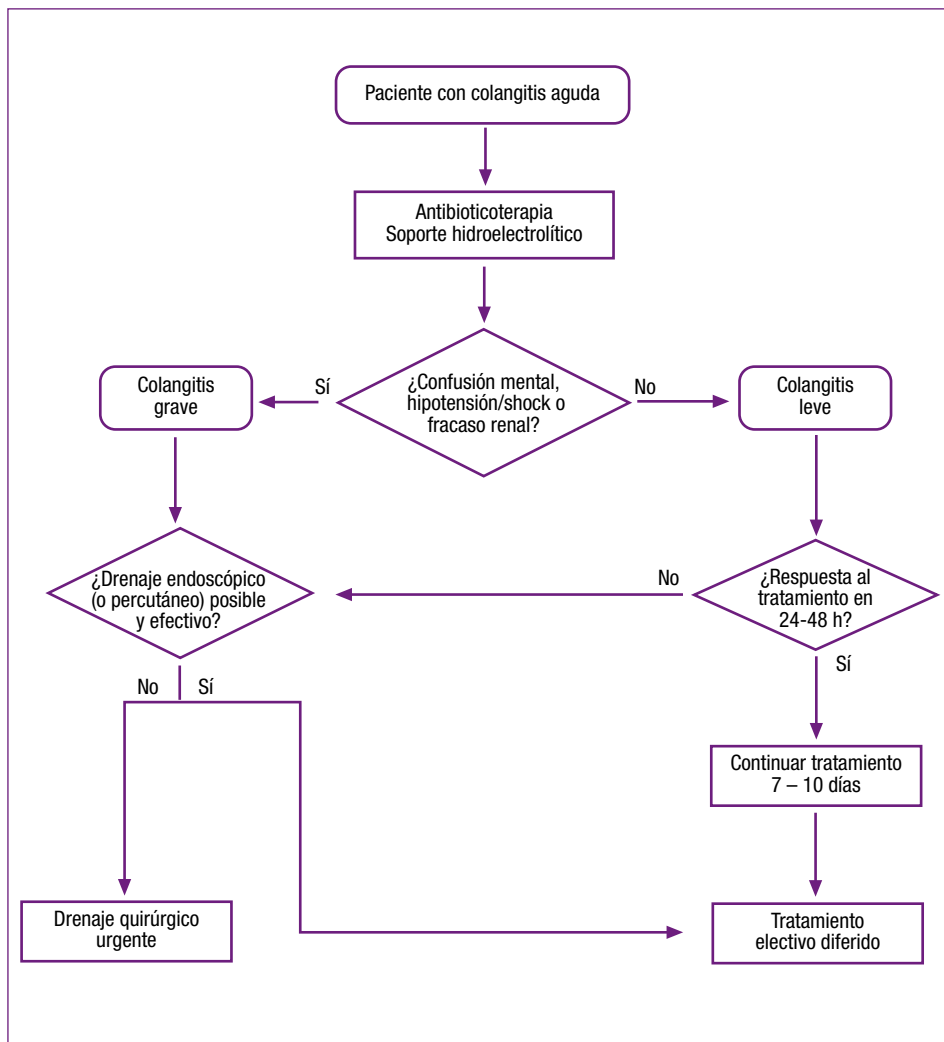 Paciente con colangitis aguda
Antibioticoterapia
Soporte hidroelectrolítico
¿Confusión mental,
hipotensión/shock o
fracaso renal?
Sí
No
Colangitis
grave
Colangitis
leve
¿Drenaje endoscópico
(o percutáneo) posible
y efectivo?
No
¿Respuesta al
tratamiento en
24-48 h?
Sí
No
Sí
Continuar tratamiento
7 – 10 días
Drenaje quirúrgico
urgente
Tratamiento
electivo diferido